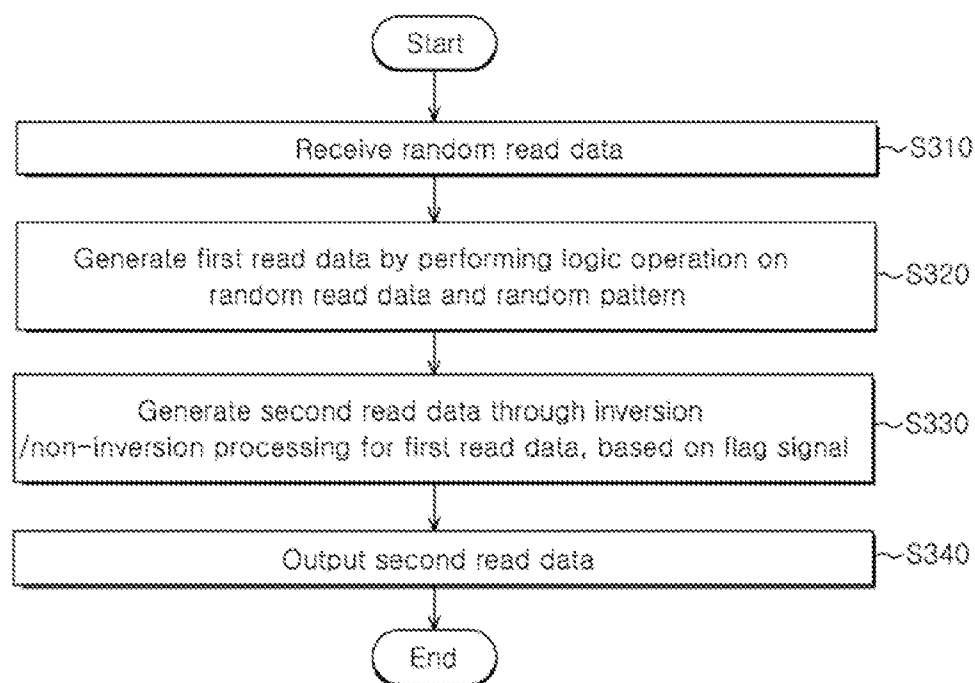 Start
Receive random read data
S310
Generate first read data by performing logic operation on
random read data and random pattern
S320
Generate second read data through inversion
/non-inversion processing for first read data, based on flag signal
S330
Output second read data
S340
End